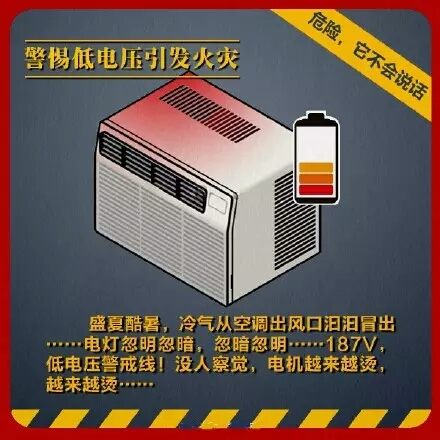 危险，它不会说话
警惕低电压引发火灾
盛夏酷暑，冷气从空调出风口汩汩冒出
……电灯忽明忽暗，忽暗忽明……187V，
低电压警戒线！没人察觉，电机越来越烫，
越来越烫……